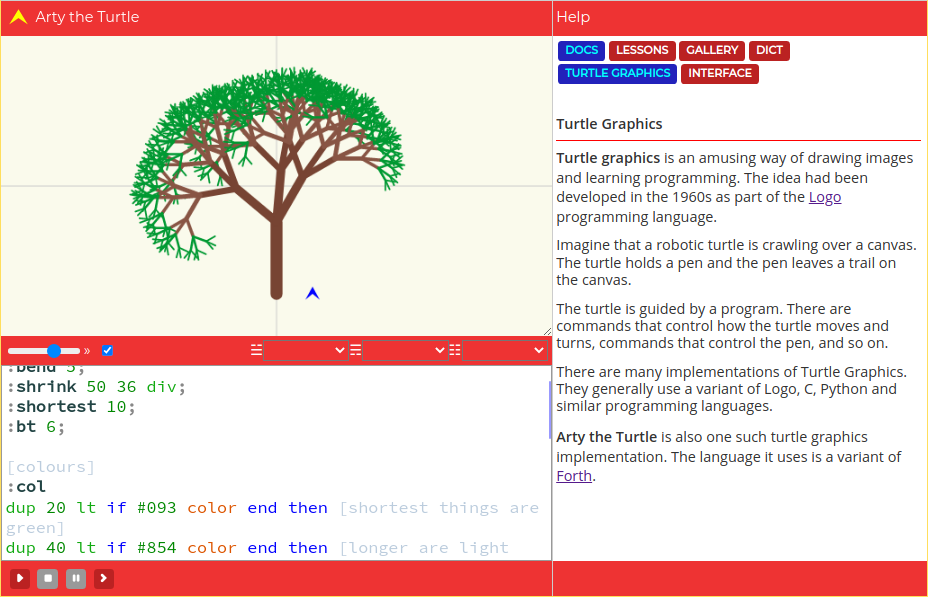 Arty the Turtle
Help
DOCS LESSONS GALLERY DICT
TURTLE GRAPHICS INTERFACE
Turtle Graphics
Turtle graphics is an amusing way of drawing images
and learning programming. The idea had been
developed in the 1960s as part of the Logo
programming language.
Imagine that a robotic turtle is crawling over a canvas.
The turtle holds a pen and the pen leaves a trail on
the canvas.
The turtle is guided by a program. There are
commands that control how the turtle moves and
turns, commands that control the pen, and so on.
There are many implementations of Turtle Graphics.
They generally use a variant of Logo, C, Python and
similar programming languages.
Arty the Turtle is also one such turtle graphics
implementation. The language it uses is a variant of
Forth.
»
:bend 5;
:shrink 50 36 div;
:shortest 10;
:bt 6;
[colours]
:col
dup 20 lt if #093 color end then [shortest things are
green]
dup 40 lt if #854 color end then [longer are light